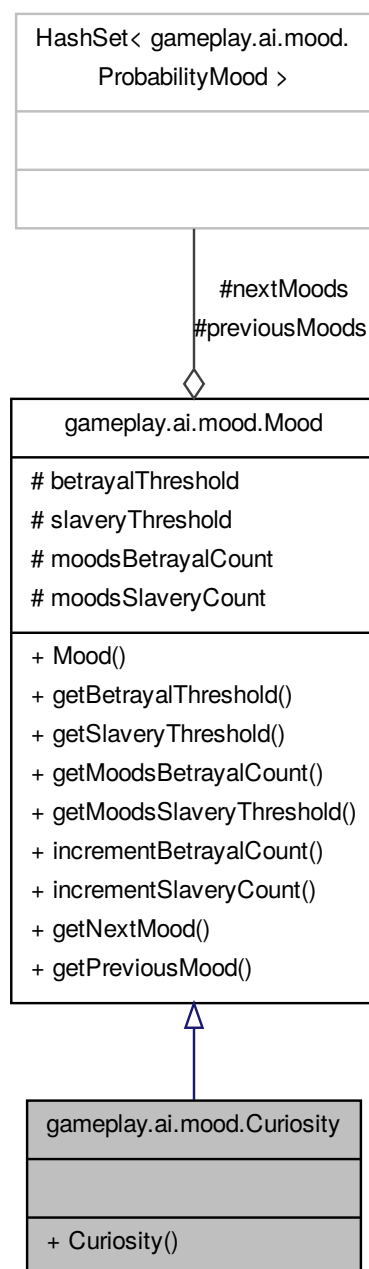 HashSet< gameplay.ai.mood.
ProbabilityMood >
#nextMoods
#previousMoods
gameplay.ai.mood.Mood
# betrayalThreshold
# slaveryThreshold
# moodsBetrayalCount
# moodsSlaveryCount
+ Mood()
+ getBetrayalThreshold()
+ getSlaveryThreshold()
+ getMoodsBetrayalCount()
+ getMoodsSlaveryThreshold()
+ incrementBetrayalCount()
+ incrementSlaveryCount()
+ getNextMood()
+ getPreviousMood()
gameplay.ai.mood.Curiosity
+ Curiosity()